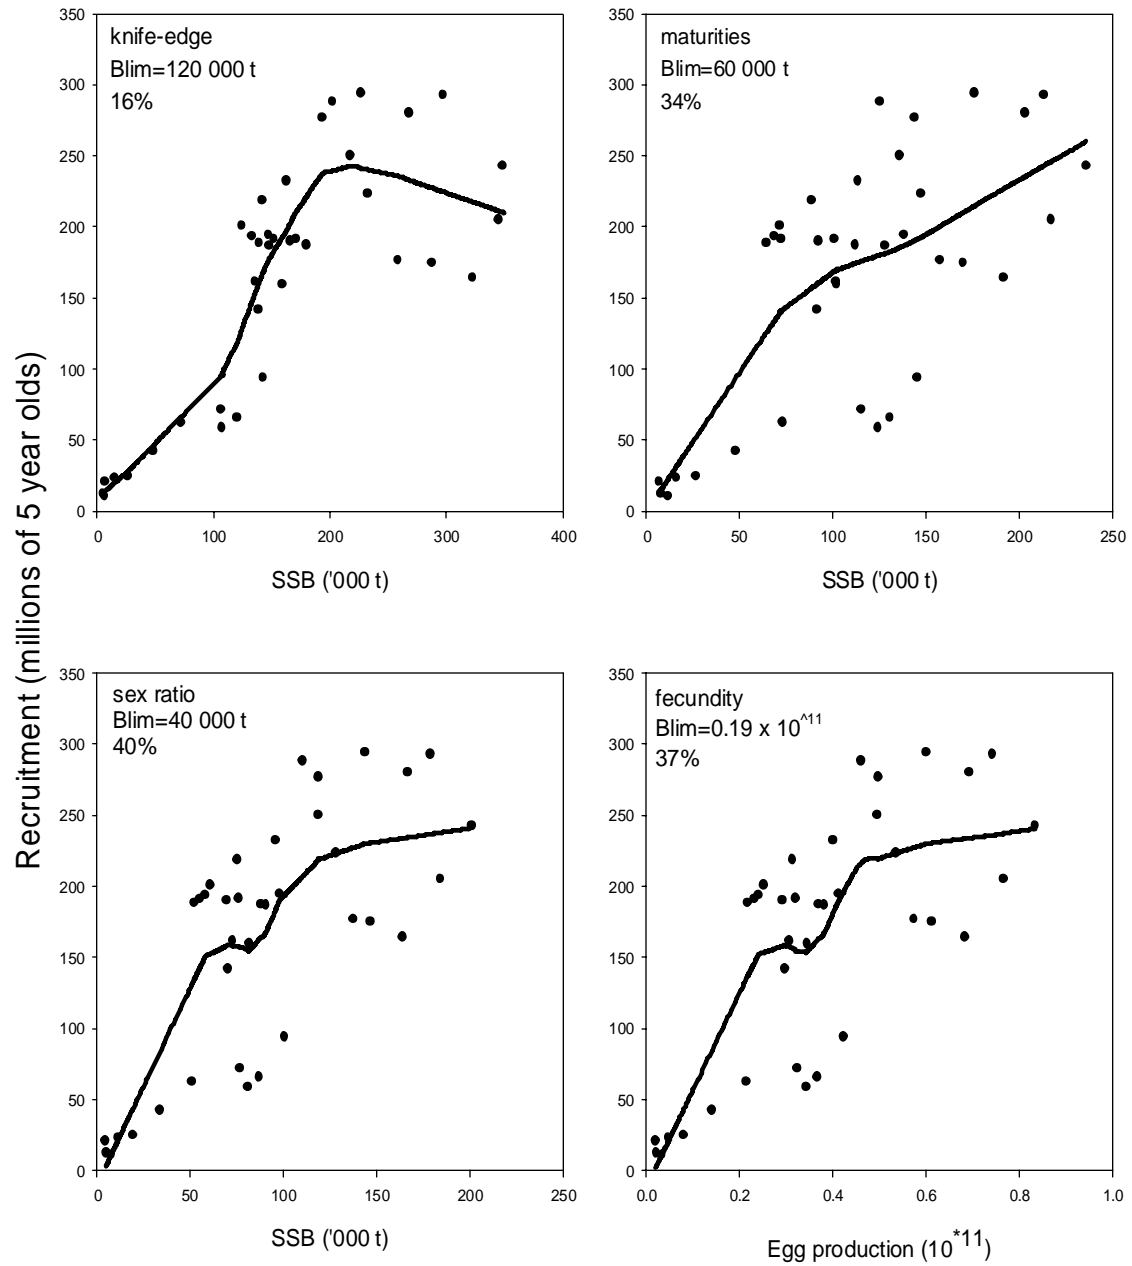 Recruitment (millions of 5 year olds)
knife-edge
Blim=120 000 t
16%
350
300
250
200
150
100
50
0
0 100 200 300 400
SSB ('000 t)
maturities
Blim=60 000 t
34%
350
300
250
200
150
100
50
0
0 50 100 150 200 250
SSB ('000 t)
sex ratio
Blim=40 000 t
40%
350
300
250
200
150
100
50
0
0 50 100 150 200 250
SSB ('000 t)
fecundity
Blim=0.19 x 10^11
37%
350
300
250
200
150
100
50
0
0.0 0.2 0.4 0.6 0.8 1.0
Egg production (10*11)